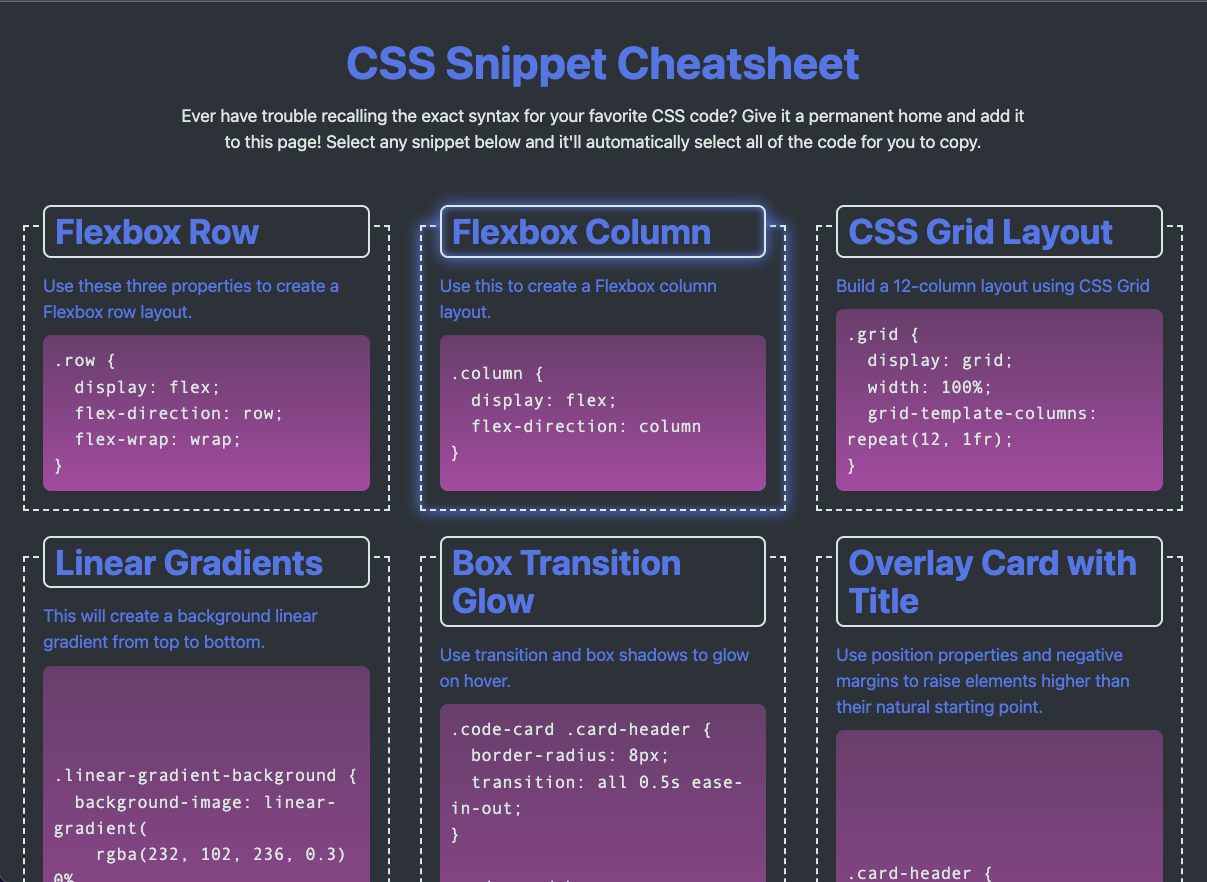 CSS Snippet Cheatsheet
Ever have trouble recalling the exact syntax for your favorite CSS code? Give it a permanent home and add it
to this page! Select any snippet below and it'll automatically select all of the code for you to copy.
Flexbox Row
Use these three properties to create a
Flexbox row layout.
.row {
  display: flex;
  flex-direction: row;
  flex-wrap: wrap;
}
Flexbox Column
Use this to create a Flexbox column
layout.
.column {
  display: flex;
  flex-direction: column
}
CSS Grid Layout
Build a 12-column layout using CSS Grid
.grid {
  display: grid;
  width: 100%;
  grid-template-columns:
repeat(12, 1fr);
}
Linear Gradients
This will create a background linear
gradient from top to bottom.
.linear-gradient-background {
  background-image: linear-
gradient(
    rgba(232, 102, 236, 0.3)
0%
Box Transition
Glow
Use transition and box shadows to glow
on hover.
.code-card .card-header {
  border-radius: 8px;
  transition: all 0.5s ease-
in-out;
}
Overlay Card with
Title
Use position properties and negative
margins to raise elements higher than
their natural starting point.
.card-header {